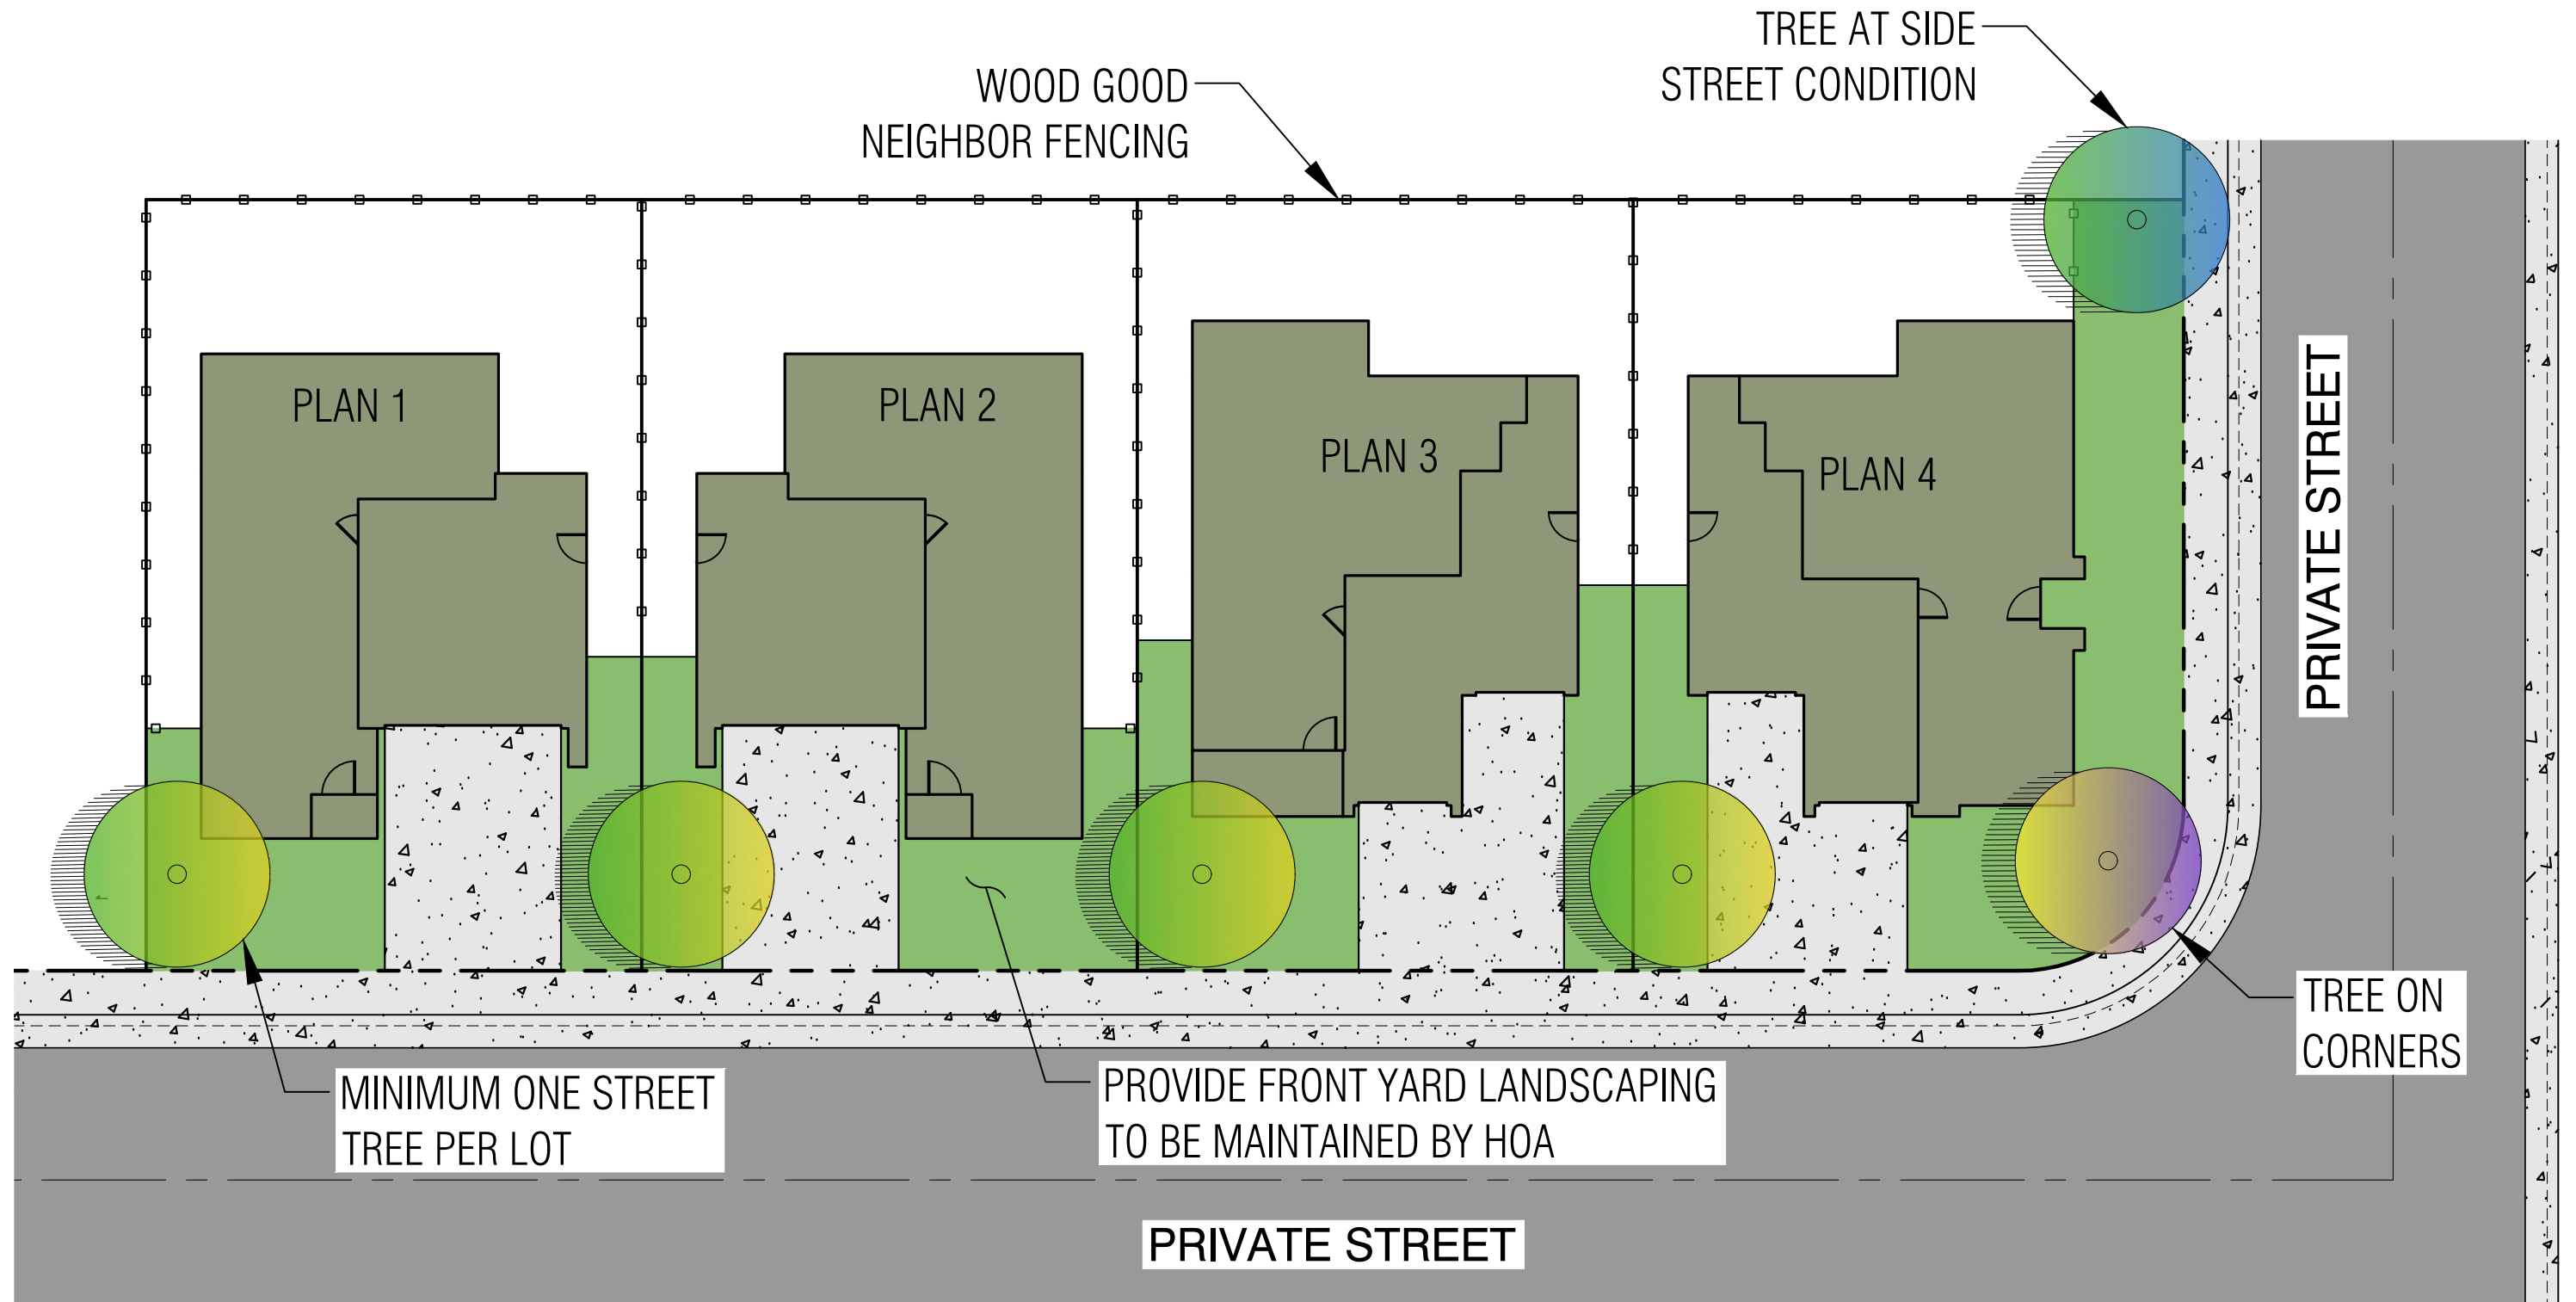 TREE AT SIDE
STREET CONDITION
WOOD GOOD
NEIGHBOR FENCING
PLAN 1
PLAN 2
PLAN 3
PLAN 4
PRIVATE STREET
TREE ON
CORNERS
MINIMUM ONE STREET
TREE PER LOT
PROVIDE FRONT YARD LANDSCAPING
TO BE MAINTAINED BY HOA
PRIVATE STREET